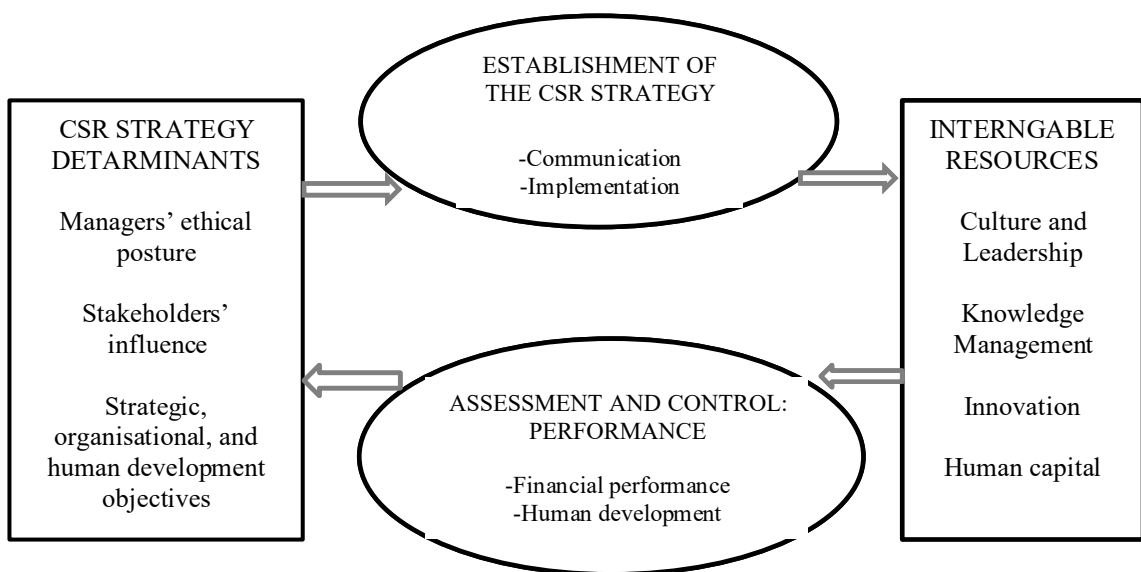 CSR STRATEGY
DETARMINANTS
Managers’ ethical
posture
Stakeholders’
influence
Strategic,
organisational, and
human development
objectives
ESTABLISHMENT OF
THE CSR STRATEGY
-Communication
-Implementation
INTERNGABLE
RESOURCES
Culture and
Leadership
Knowledge
Management
Innovation
Human capital
ASSESSMENT AND CONTROL:
PERFORMANCE
-Financial performance
-Human development